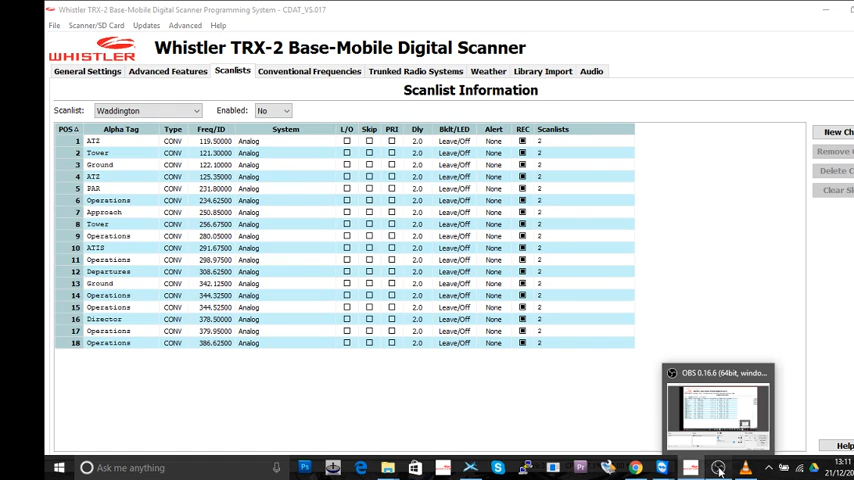 Whistler TRX-2 Base-Mobile Digital Scanner Programming System - CDAT_VS.017
File Scanner/SD Card Updates Advanced Help
WHISTLER Whistler TRX-2 Base-Mobile Digital Scanner
General Settings Advanced Features Scanlists Conventional Frequencies Trunked Radio Systems Weather Library Import Audio
Scanlist Information
Scanlist: Waddington Enabled: No
POS Alpha Tag Type Freq/ID System L/O Skip PRI Dly Bklt/LED Alert REC Scanlists
1 ATZ CONV 119.50000 Analog 2.0 Leave/Off None 2
2 Tower CONV 121.30000 Analog 2.0 Leave/Off None 2
3 Ground CONV 122.10000 Analog 2.0 Leave/Off None 2
4 ATZ CONV 125.35000 Analog 2.0 Leave/Off None 2
5 PAR CONV 231.80000 Analog 2.0 Leave/Off None 2
6 Operations CONV 234.62500 Analog 2.0 Leave/Off None 2
7 Approach CONV 250.85000 Analog 2.0 Leave/Off None 2
8 Tower CONV 256.67500 Analog 2.0 Leave/Off None 2
9 Operations CONV 280.05000 Analog 2.0 Leave/Off None 2
10 ATIS CONV 291.67500 Analog 2.0 Leave/Off None 2
11 Operations CONV 298.97500 Analog 2.0 Leave/Off None 2
12 Departures CONV 308.62500 Analog 2.0 Leave/Off None 2
13 Ground CONV 342.12500 Analog 2.0 Leave/Off None 2
14 Operations CONV 344.32500 Analog 2.0 Leave/Off None 2
15 Operations CONV 344.52500 Analog 2.0 Leave/Off None 2
16 Director CONV 378.50000 Analog 2.0 Leave/Off None 2
17 Operations CONV 379.95000 Analog 2.0 Leave/Off None 2
18 Operations CONV 386.62500 Analog 2.0 Leave/Off None 2
New Ch
Remove
Delete C
Clear Sk
OBS 0.16.6 (64bit, windo...
Help
Ask me anything
Ps
Pr
13:11
21/12/20